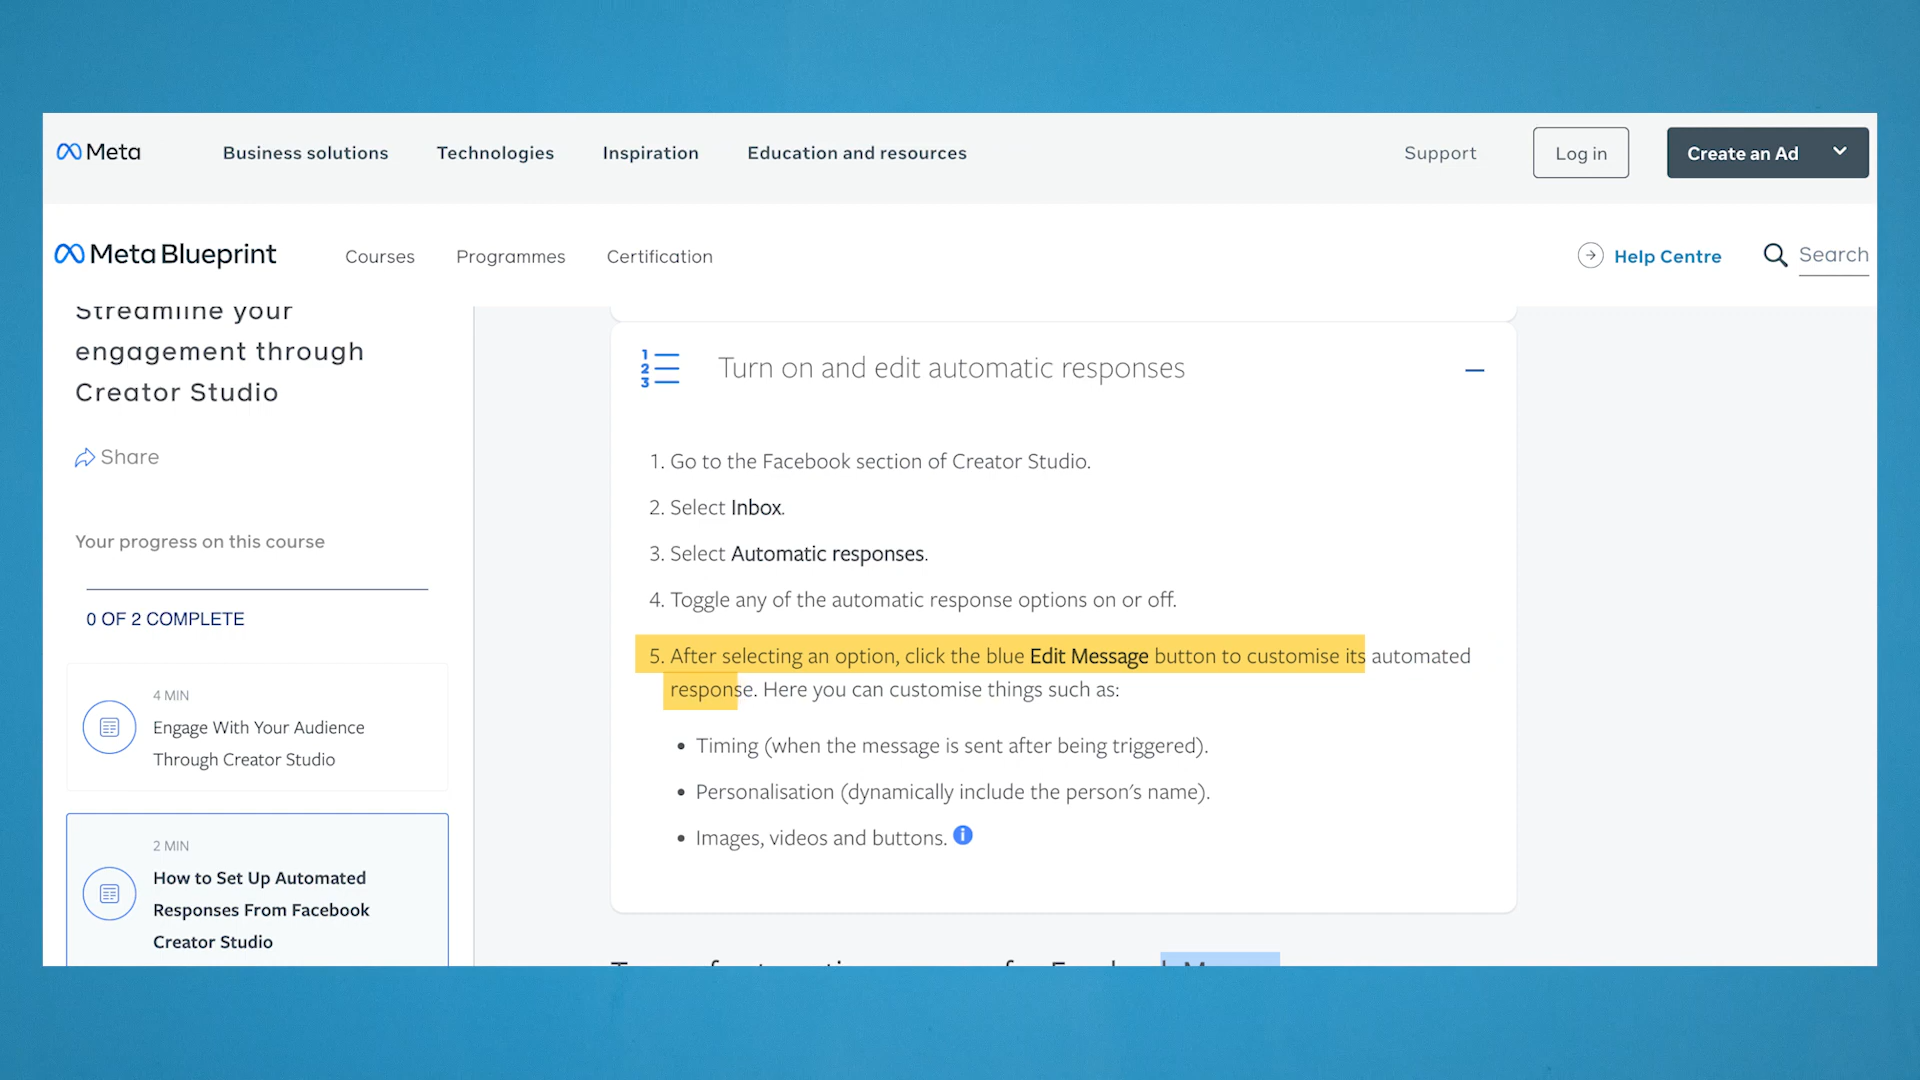 Meta
Business solutions
Technologies
Inspiration
Education and resources
Support
Log in
Create an Ad
Meta Blueprint
Courses
Programmes
Certification
Help Centre
Search
Streamline your
engagement through
Creator Studio
Share
Your progress on this course
0 OF 2 COMPLETE
4 MIN
Engage With Your Audience
Through Creator Studio
2 MIN
How to Set Up Automated
Responses From Facebook
Creator Studio
1 2 3
Turn on and edit automatic responses
1. Go to the Facebook section of Creator Studio.
2. Select Inbox.
3. Select Automatic responses.
4. Toggle any of the automatic response options on or off.
5. After selecting an option, click the blue Edit Message button to customise its automated
response. Here you can customise things such as:
• Timing (when the message is sent after being triggered).
• Personalisation (dynamically include the person's name).
• Images, videos and buttons.